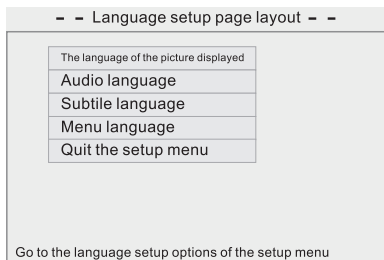 – – Language setup page layout – –
The language of the picture displayed
Audio language
Subtile language
Menu language
Quit the setup menu
Go to the language setup options of the setup menu